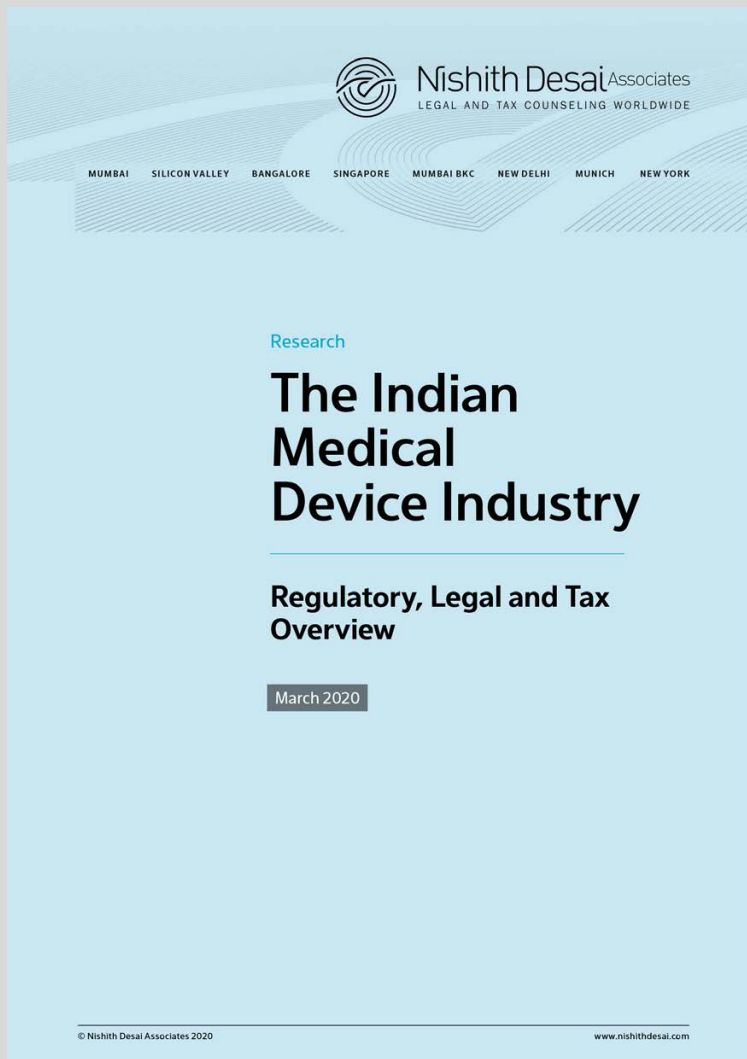 Nishith Desai Associates
LEGAL AND TAX COUNSELING WORLDWIDE
MUMBAI SILICON VALLEY BANGALORE SINGAPORE MUMBAI BKC NEW DELHI MUNICH NEW YORK
Research
The Indian
Medical
Device Industry
Regulatory, Legal and Tax
Overview
March 2020
© Nishith Desai Associates 2020 www.nishithdesai.com